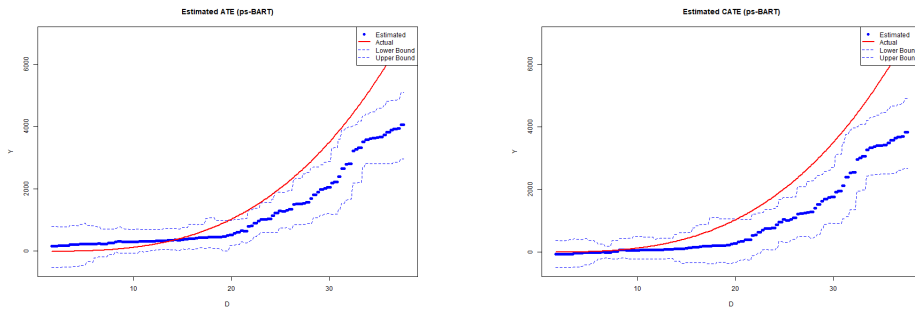 Estimated ATE (ps-BART)
Estimated
Actual
Lower Bound
Upper Bound
6000
4000
2000
0
Y
10
20
30
D
Estimated CATE (ps-BART)
Estimated
Actual
Lower Bound
Upper Bound
6000
4000
2000
0
Y
10
20
30
D